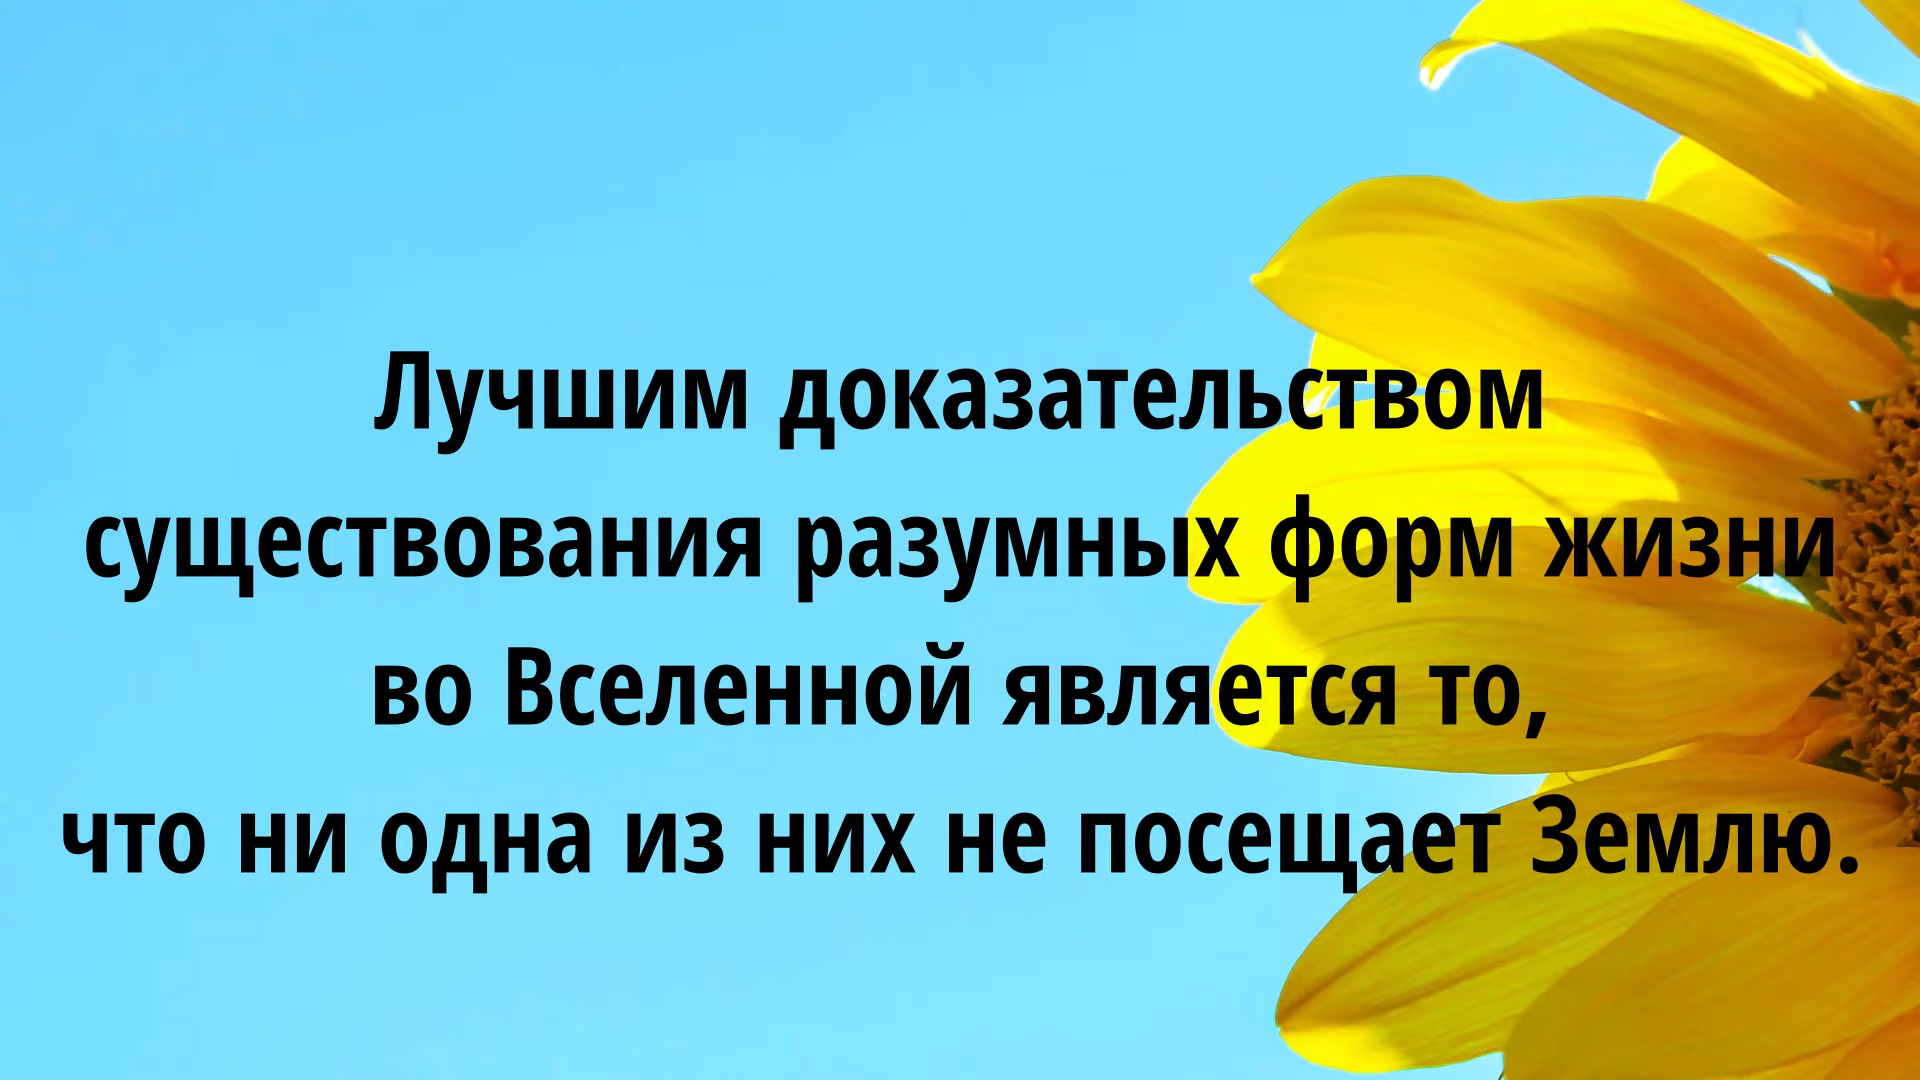 Лучшим доказательством
существования разумных форм жизни
во Вселенной является то,
что ни одна из них не посещает Землю.